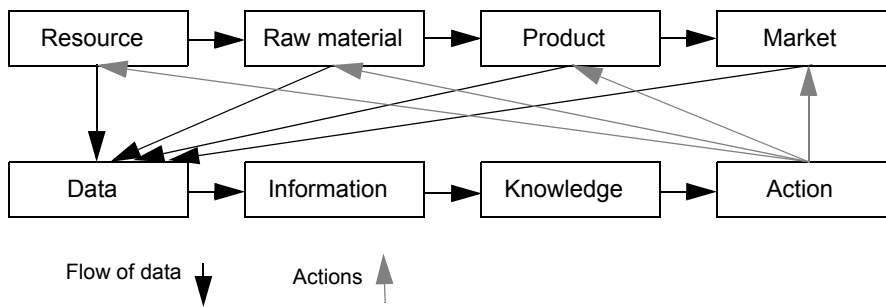 Resource
Raw material
Product
Market
Data
Information
Knowledge
Action
Flow of data
Actions